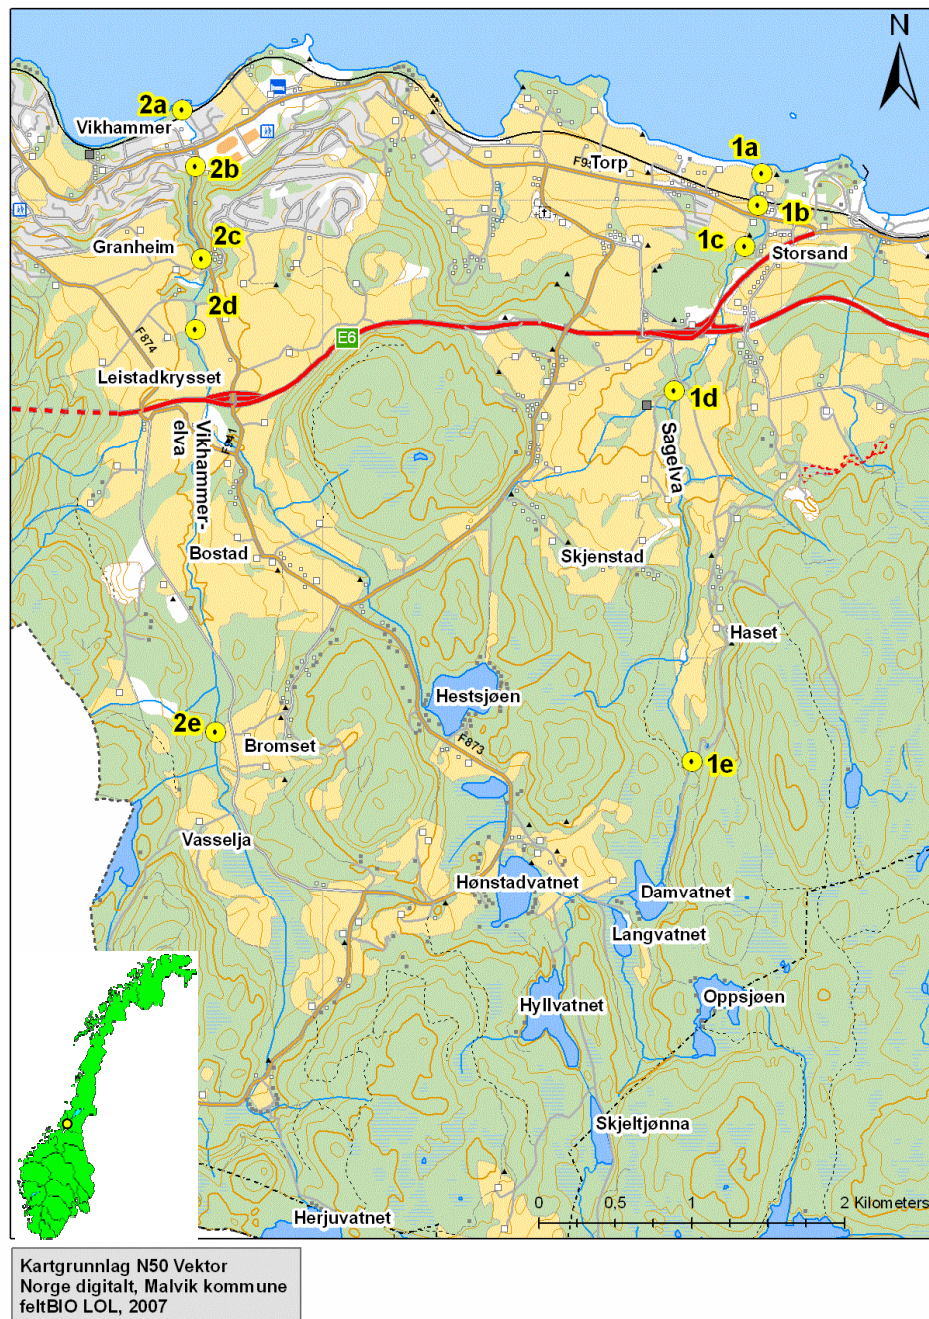 N
2a
Vikhammer
2b
Torp
1a
1b
1c
Storsand
Granheim
2c
2d
E6
F874
Leistadkrysset
1d
Vikhammer-
elva
F941
Sagelva
Bostad
Skjenstad
Haset
Hestsjøen
2e
Bromset
F873
1e
Vasselja
Hønstadvatnet
Damvatnet
Langvatnet
Hyllvatnet
Oppsjøen
Skjeltjønna
Herjuvatnet
0 0,5 1 2 Kilometers
Kartgrunnlag N50 Vektor
Norge digitalt, Malvik kommune
feltBIO LOL, 2007